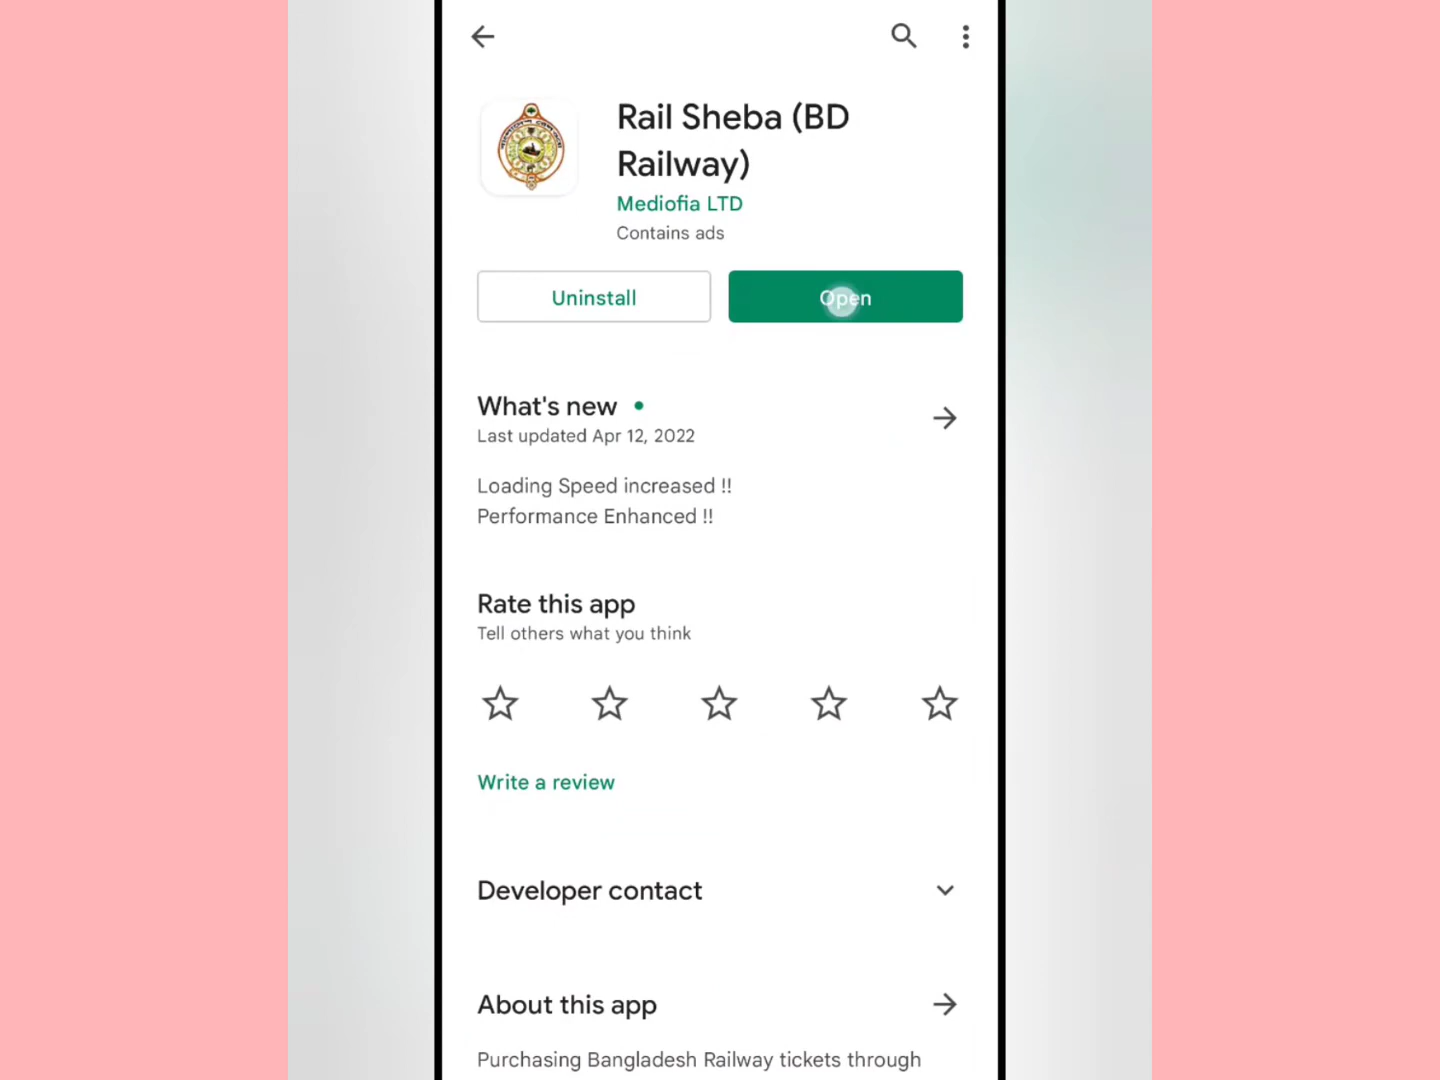 Rail Sheba (BD
Railway)
Mediofia LTD
Contains ads
Uninstall
Open
What's new
Last updated Apr 12, 2022
Loading Speed increased !!
Performance Enhanced !!
Rate this app
Tell others what you think
Write a review
Developer contact
About this app
Purchasing Bangladesh Railway tickets through